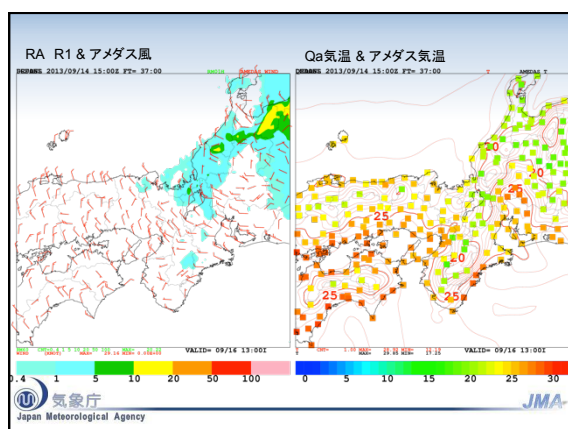 RA R1 & アメダス風
Qa気温 & アメダス気温
2013/09/14 15:00Z FT= 37:00
AMEDAS WIND
2013/09/14 15:00Z FT= 37:00
T
AMEDAS T
20
20
25
25
20
25
VALID= 09/16 13:00I
VALID= 09/16 13:00I
0.4 1 5 10 20 50 100
0 5 10 15 20 25 30
気象庁
Japan Meteorological Agency
JMA